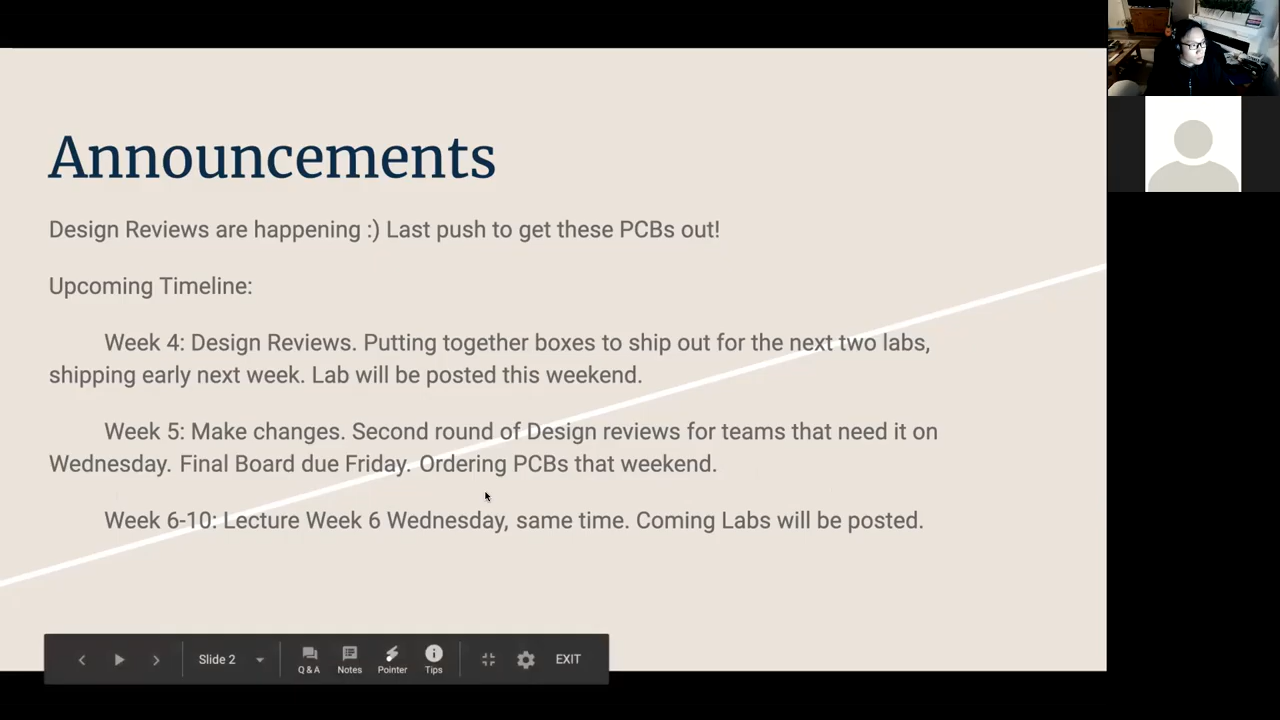 Announcements
Design Reviews are happening :) Last push to get these PCBs out!
Upcoming Timeline:
Week 4: Design Reviews. Putting together boxes to ship out for the next two labs,
shipping early next week. Lab will be posted this weekend.
Week 5: Make changes. Second round of Design reviews for teams that need it on
Wednesday. Final Board due Friday. Ordering PCBs that weekend.
Week 6-10: Lecture Week 6 Wednesday, same time. Coming Labs will be posted.
Slide 2
Q & A
Notes
Pointer
Tips
EXIT